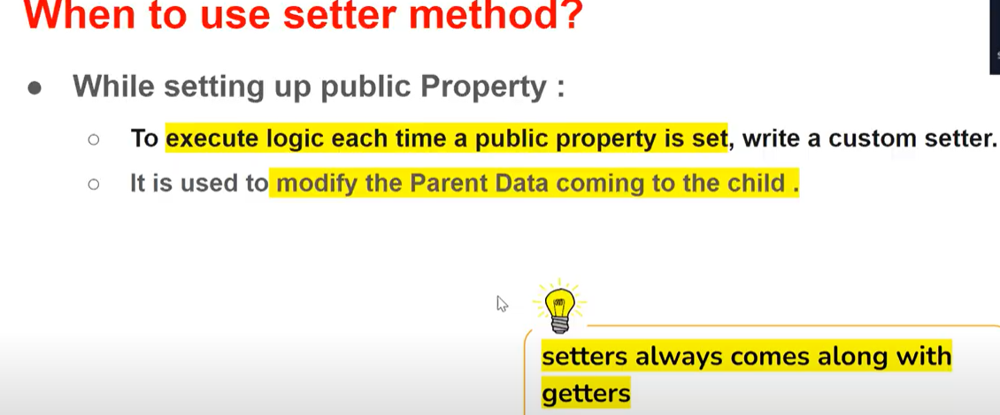 When to use setter method?
● While setting up public Property :
○ To execute logic each time a public property is set, write a custom setter.
○ It is used to modify the Parent Data coming to the child .
setters always comes along with
getters